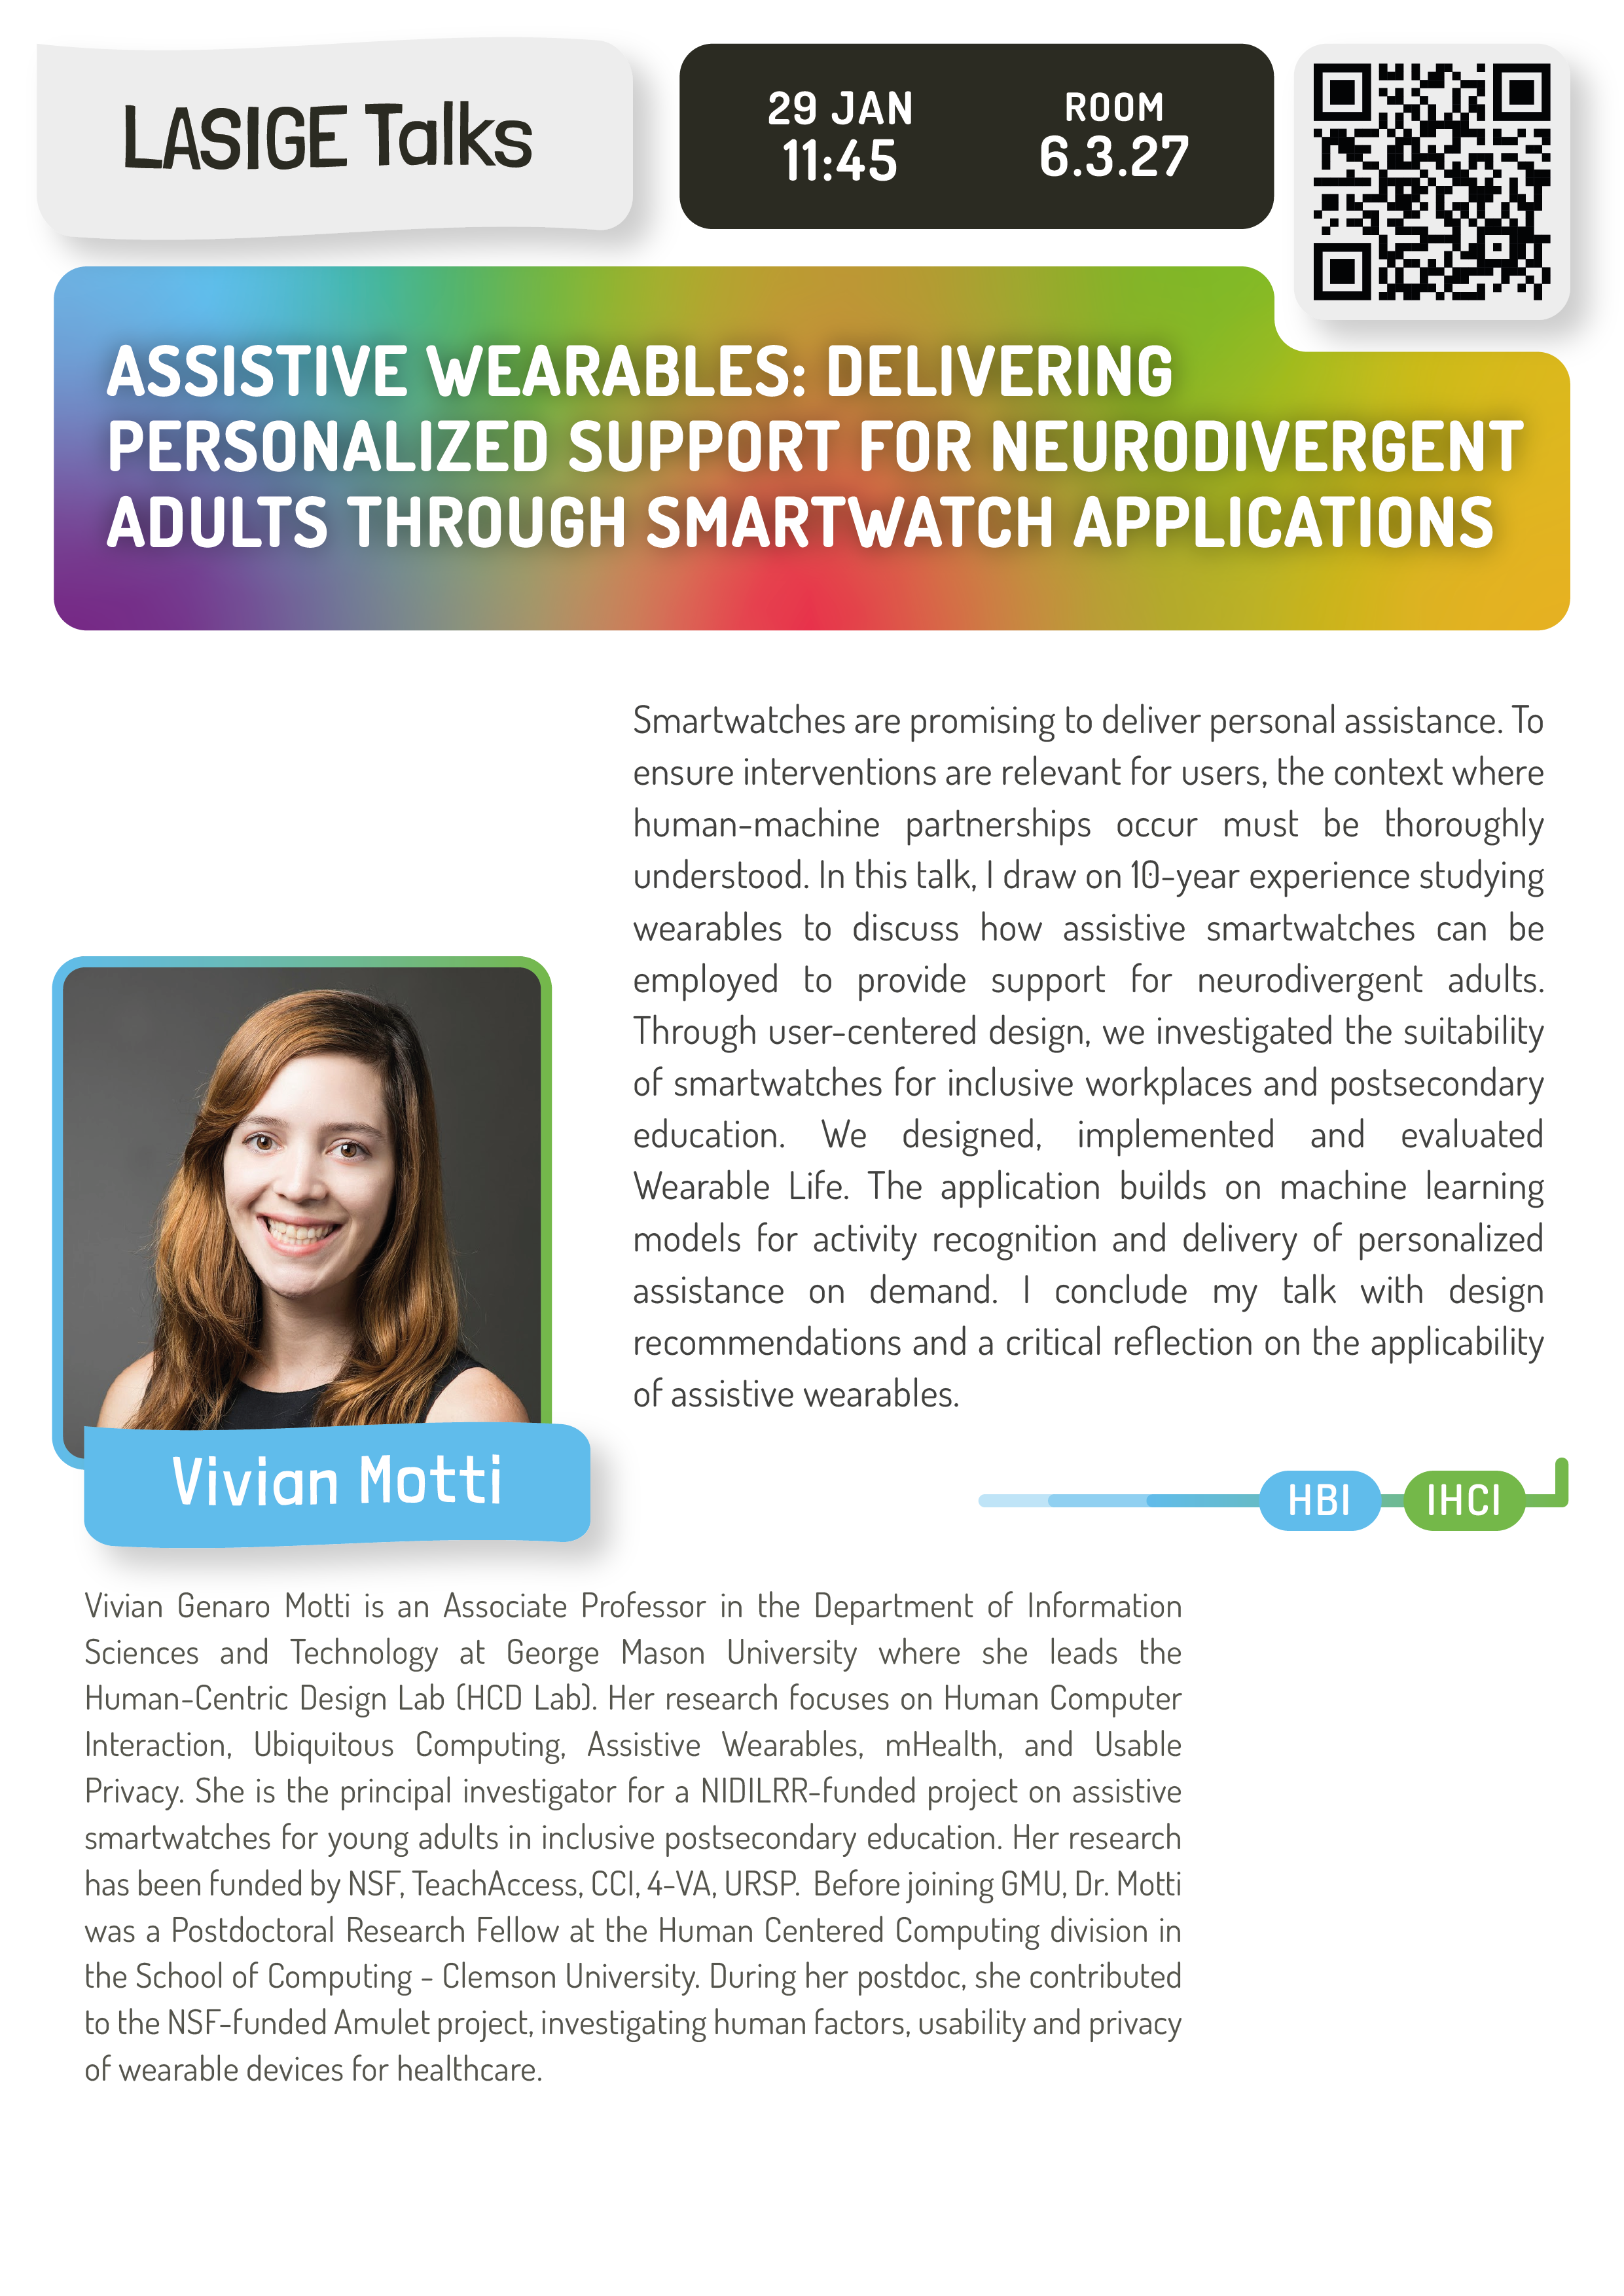 LASIGE Talks
29 JAN
11:45
ROOM
6.3.27
ASSISTIVE WEARABLES: DELIVERING
PERSONALIZED SUPPORT FOR NEURODIVERGENT
ADULTS THROUGH SMARTWATCH APPLICATIONS
Smartwatches are promising to deliver personal assistance. To
ensure interventions are relevant for users, the context where
human-machine partnerships occur must be thoroughly
understood. In this talk, I draw on 10-year experience studying
wearables to discuss how assistive smartwatches can be
employed to provide support for neurodivergent adults.
Through user-centered design, we investigated the suitability
of smartwatches for inclusive workplaces and postsecondary
education. We designed, implemented and evaluated
Wearable Life. The application builds on machine learning
models for activity recognition and delivery of personalized
assistance on demand. I conclude my talk with design
recommendations and a critical reflection on the applicability
of assistive wearables.
Vivian Motti
HBI
IHCI
Vivian Genaro Motti is an Associate Professor in the Department of Information
Sciences and Technology at George Mason University where she leads the
Human-Centric Design Lab (HCD Lab). Her research focuses on Human Computer
Interaction, Ubiquitous Computing, Assistive Wearables, mHealth, and Usable
Privacy. She is the principal investigator for a NIDILRR-funded project on assistive
smartwatches for young adults in inclusive postsecondary education. Her research
has been funded by NSF, TeachAccess, CCI, 4-VA, URSP. Before joining GMU, Dr. Motti
was a Postdoctoral Research Fellow at the Human Centered Computing division in
the School of Computing - Clemson University. During her postdoc, she contributed
to the NSF-funded Amulet project, investigating human factors, usability and privacy
of wearable devices for healthcare.